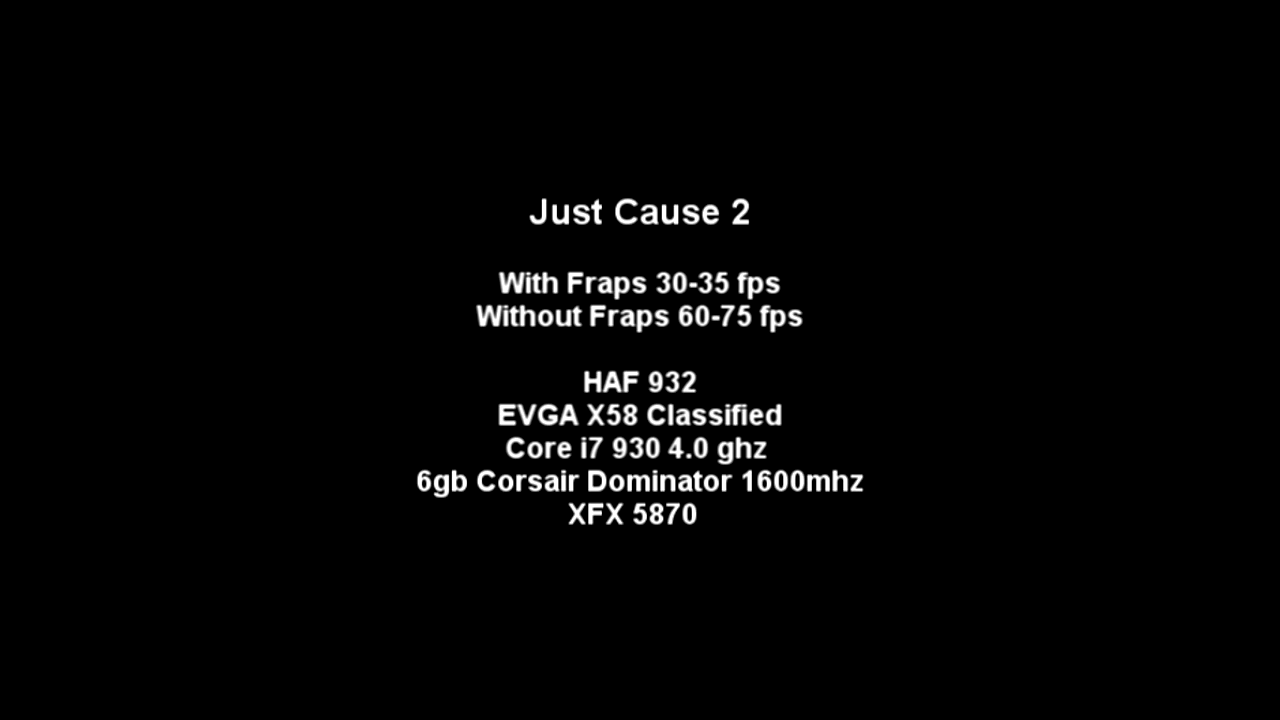 Just Cause 2
With Fraps 30-35 fps
Without Fraps 60-75 fps
HAF 932
EVGA X58 Classified
Core i7 930 4.0 ghz
6gb Corsair Dominator 1600mhz
XFX 5870